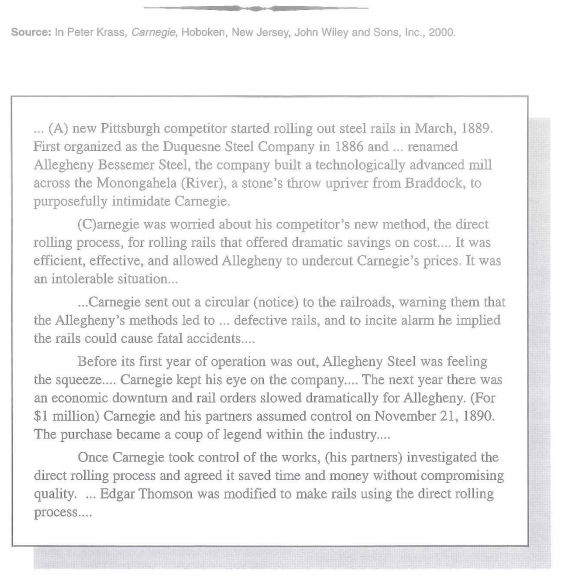 Source: In Peter Krass, Carnegie, Hoboken, New Jersey, John Wiley and Sons, Inc., 2000.
... (A) new Pittsburgh competitor started rolling out steel rails in March, 1889.
First organized as the Duquesne Steel Company in 1886 and ... renamed
Allegheny Bessemer Steel, the company built a technologically advanced mill
across the Monongahela (River), a stone's throw upriver from Braddock, to
purposefully intimidate Carnegie.
(C)arnegie was worried about his competitor's new method, the direct
rolling process, for rolling rails that offered dramatic savings on cost.... It was
efficient, effective, and allowed Allegheny to undercut Carnegie's prices. It was
an intolerable situation...
...Carnegie sent out a circular (notice) to the railroads, warning them that
the Allegheny's methods led to ... defective rails, and to incite alarm he implied
the rails could cause fatal accidents....
Before its first year of operation was out, Allegheny Steel was feeling
the squeeze.... Carnegie kept his eye on the company.... The next year there was
an economic downturn and rail orders slowed dramatically for Allegheny. (For
$1 million) Carnegie and his partners assumed control on November 21, 1890.
The purchase became a coup of legend within the industry....
Once Carnegie took control of the works, (his partners) investigated the
direct rolling process and agreed it saved time and money without compromising
quality. ... Edgar Thomson was modified to make rails using the direct rolling
process....